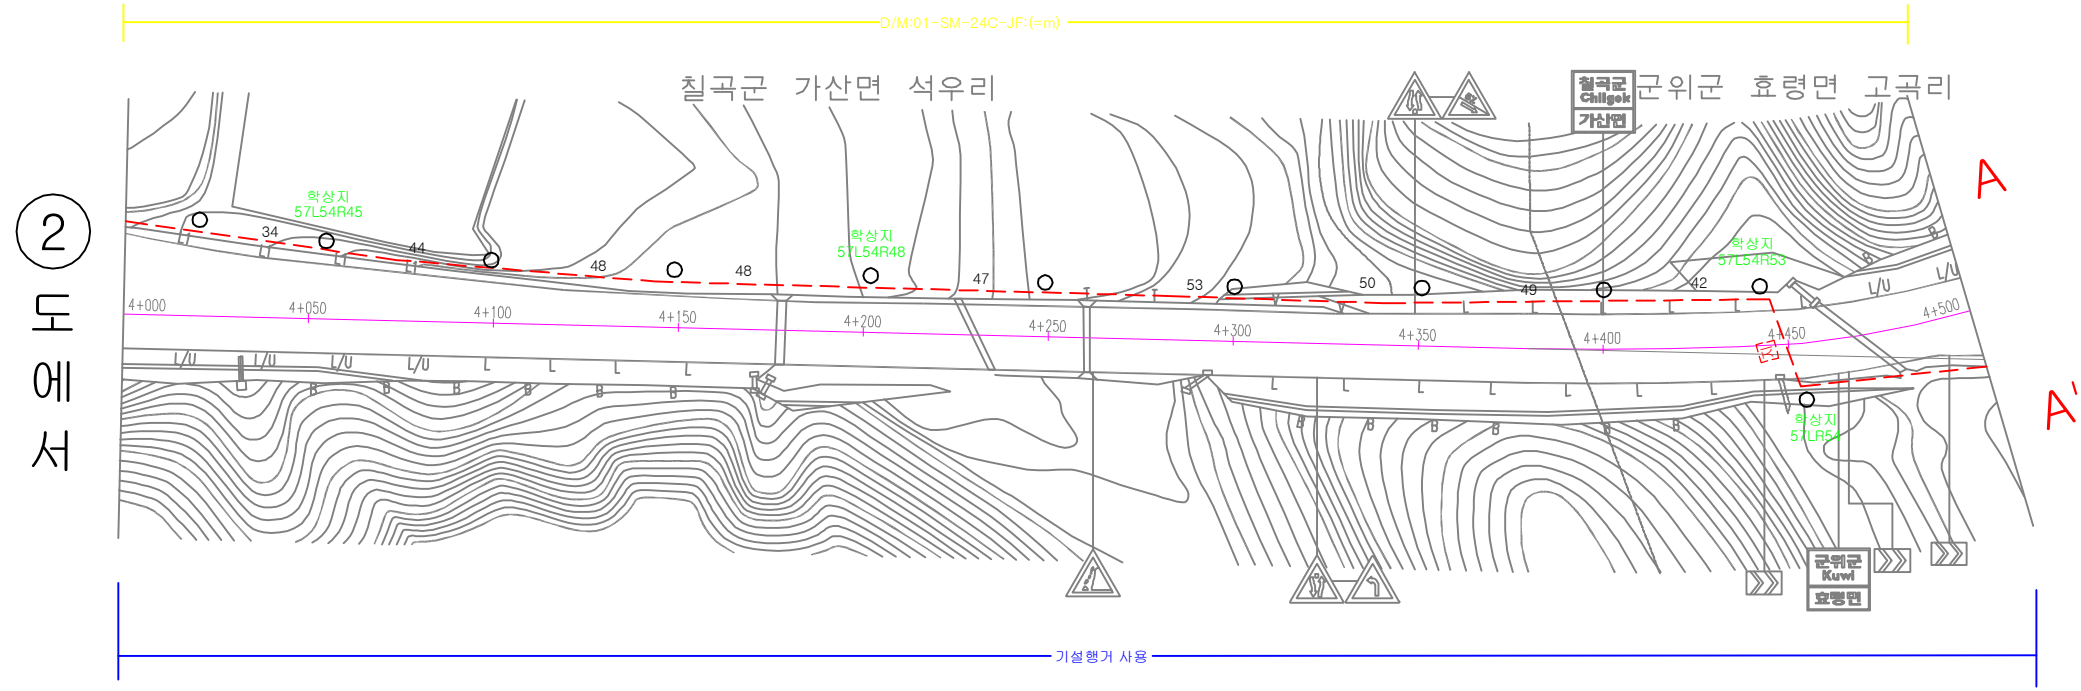 D/M:01-SM-24C-JF:(=m)
칠곡군 가산면 석우리
칠곡군
Chilgok
가산면
군위군 효령면 고곡리
A
② 도에서
학상지
57L54R45
34
44
48
48
학상지
57L54R48
47
53
50
49
42
학상지
57L54R53
B
B
L/U
L/U
4+000
4+050
4+100
4+150
4+200
4+250
4+300
4+350
4+400
4+450
4+500
L/U
L/U
L/U
L/U
L
L
L
L
L
L
L
L
L
L
L
B
B
B
B
B
B
B
B
B
B
B
B
학상지
57LR54
A'
군위군
Kuwi
효령면
기설행거 사용